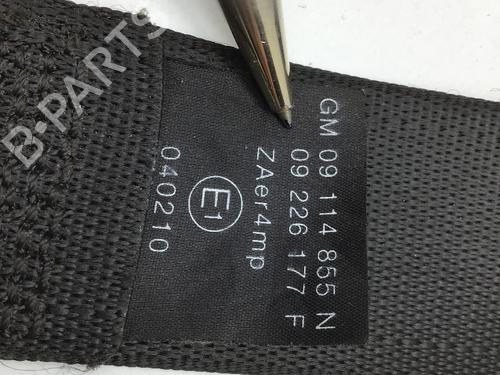 GM 09 114 855 N
09 226 177 F
ZAer4mp
E1
040210
B-PARTS